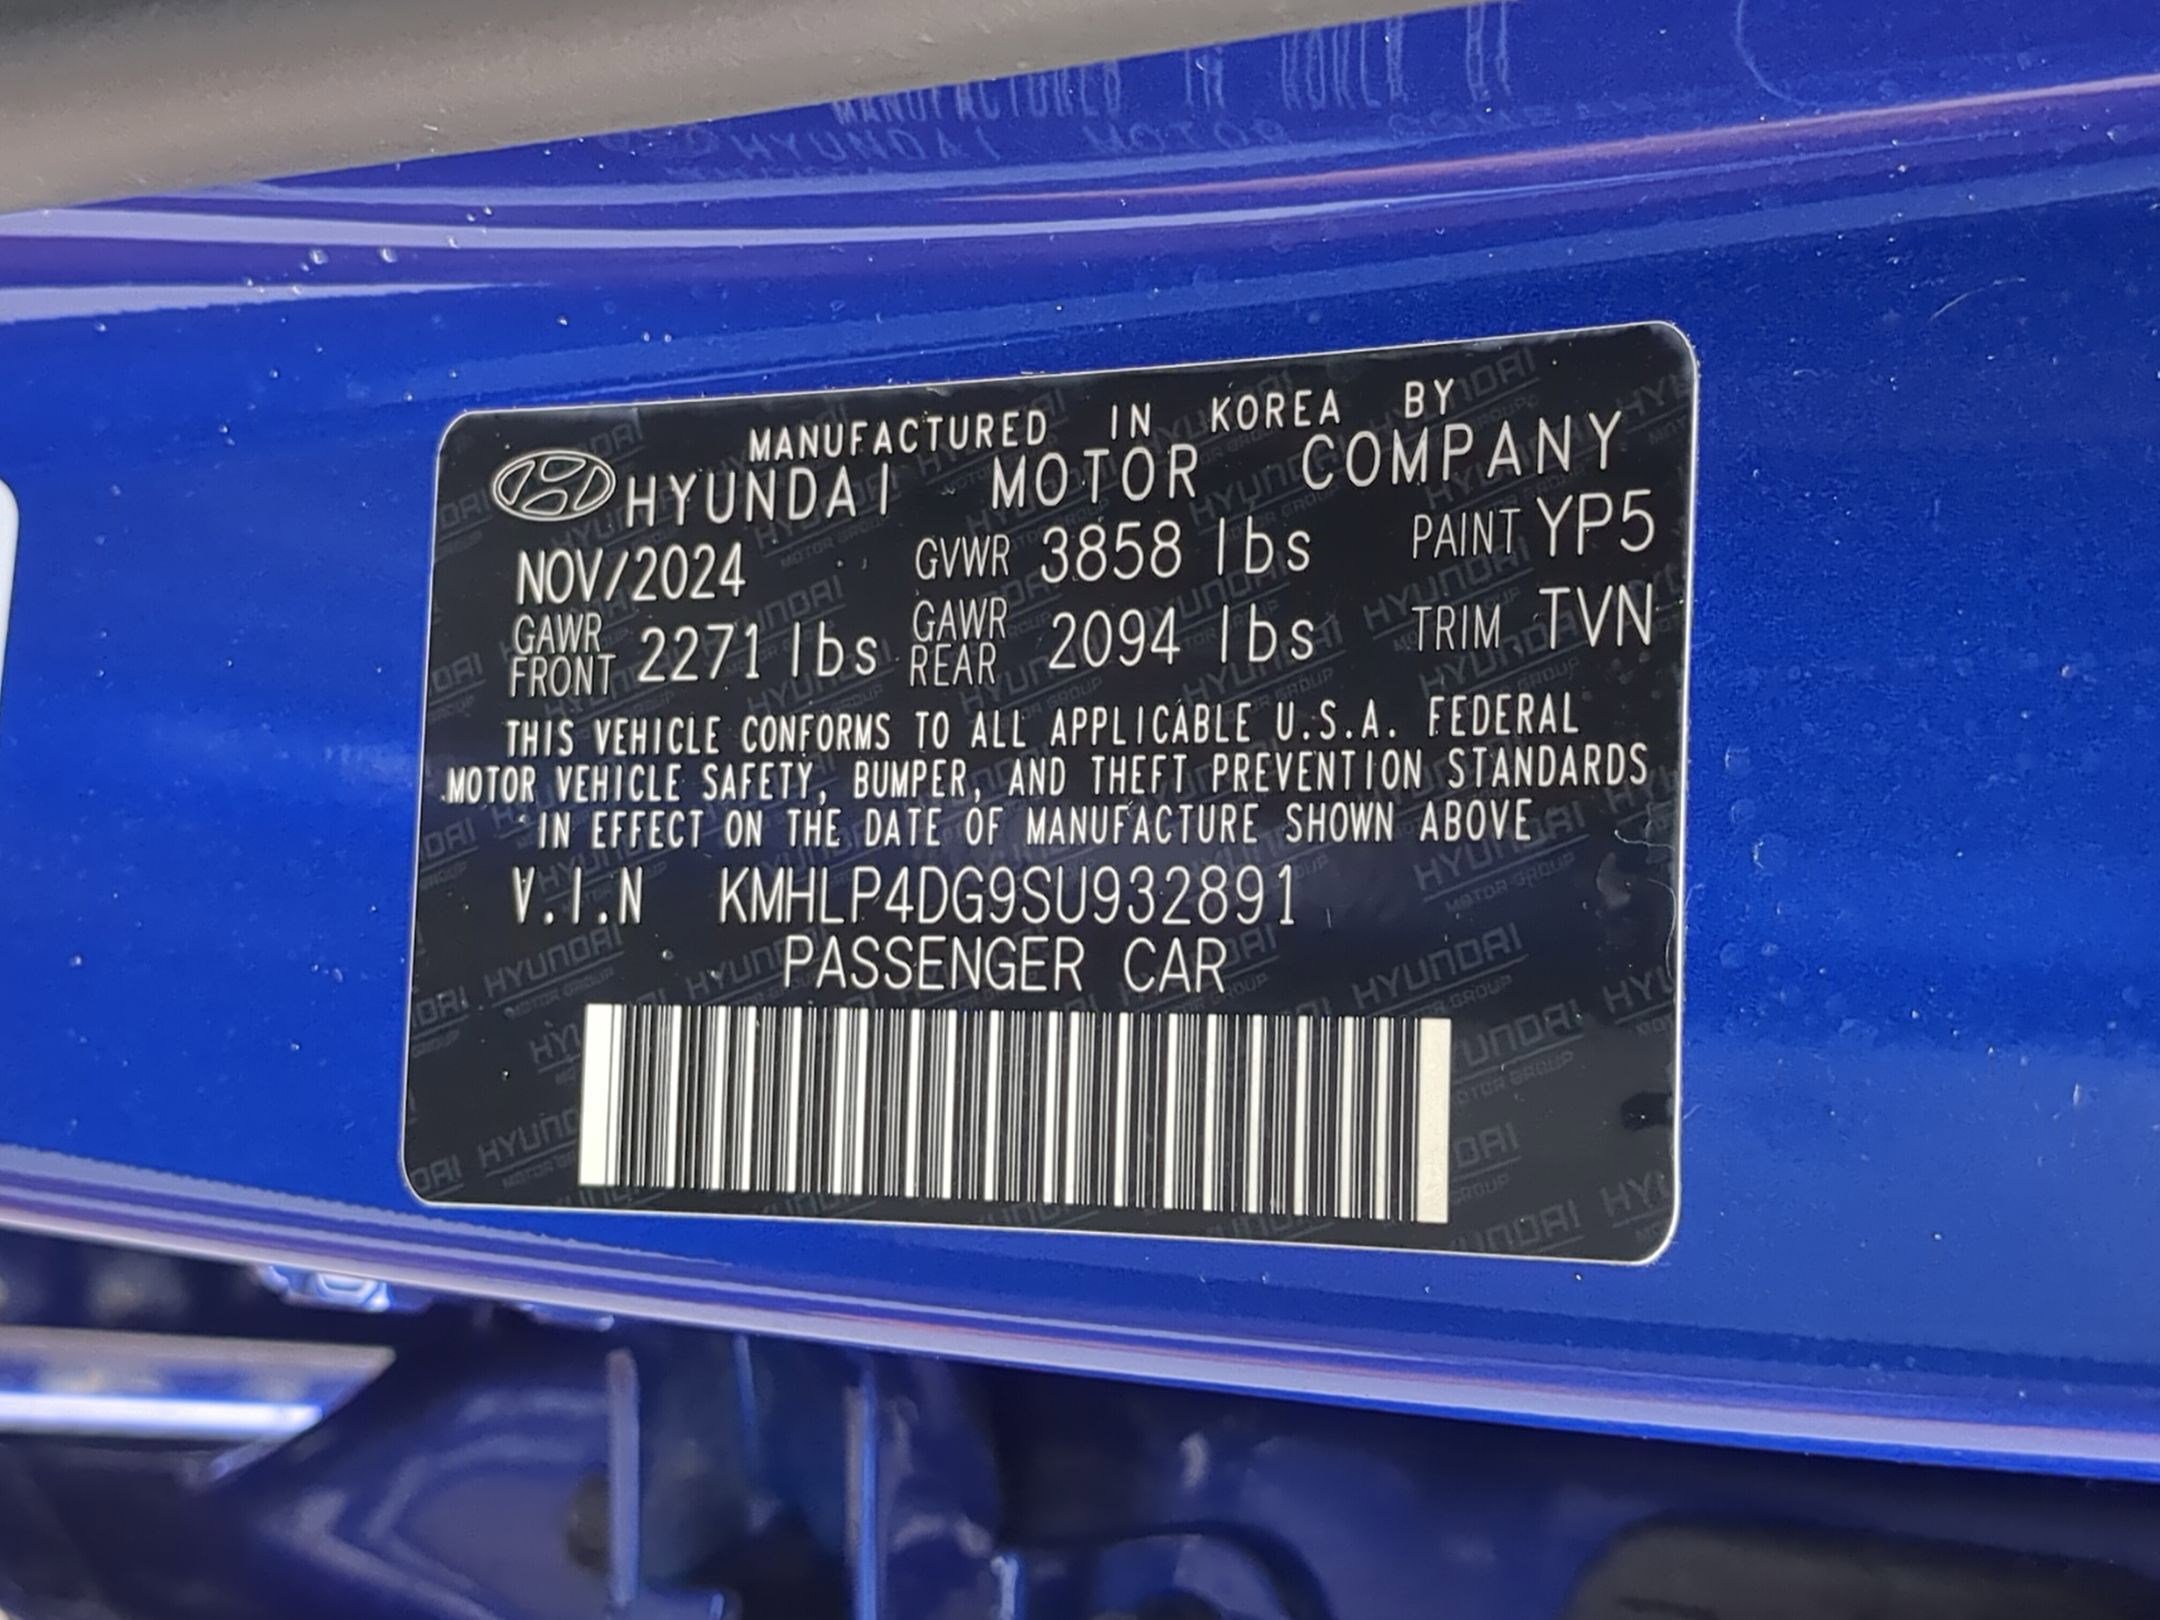 MANUFACTURED IN KOREA BY
HYUNDAI MOTOR COMPANY
NOV/2024 GVWR 3858 lbs PAINT YP5
GAWR FRONT 2271 lbs GAWR REAR 2094 lbs TRIM TVN
THIS VEHICLE CONFORMS TO ALL APPLICABLE U.S.A. FEDERAL
MOTOR VEHICLE SAFETY, BUMPER, AND THEFT PREVENTION STANDARDS
IN EFFECT ON THE DATE OF MANUFACTURE SHOWN ABOVE
V.I.N KMHLP4DG9SU932891
PASSENGER CAR